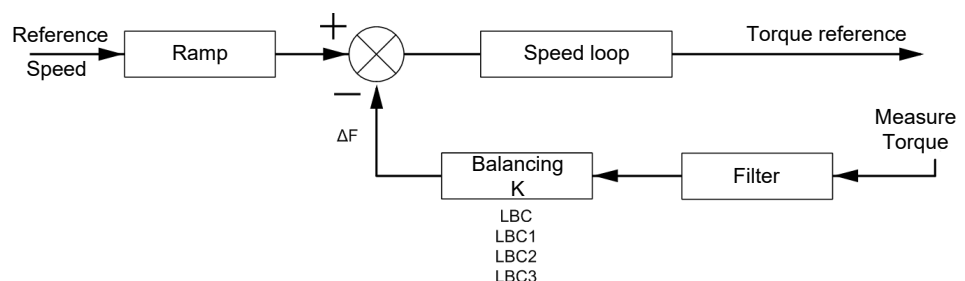 Reference
Speed
Ramp
+
−
Speed loop
Torque reference
Measure
Torque
ΔF
Balancing
K
Filter
LBC
LBC1
LBC2
LBC3